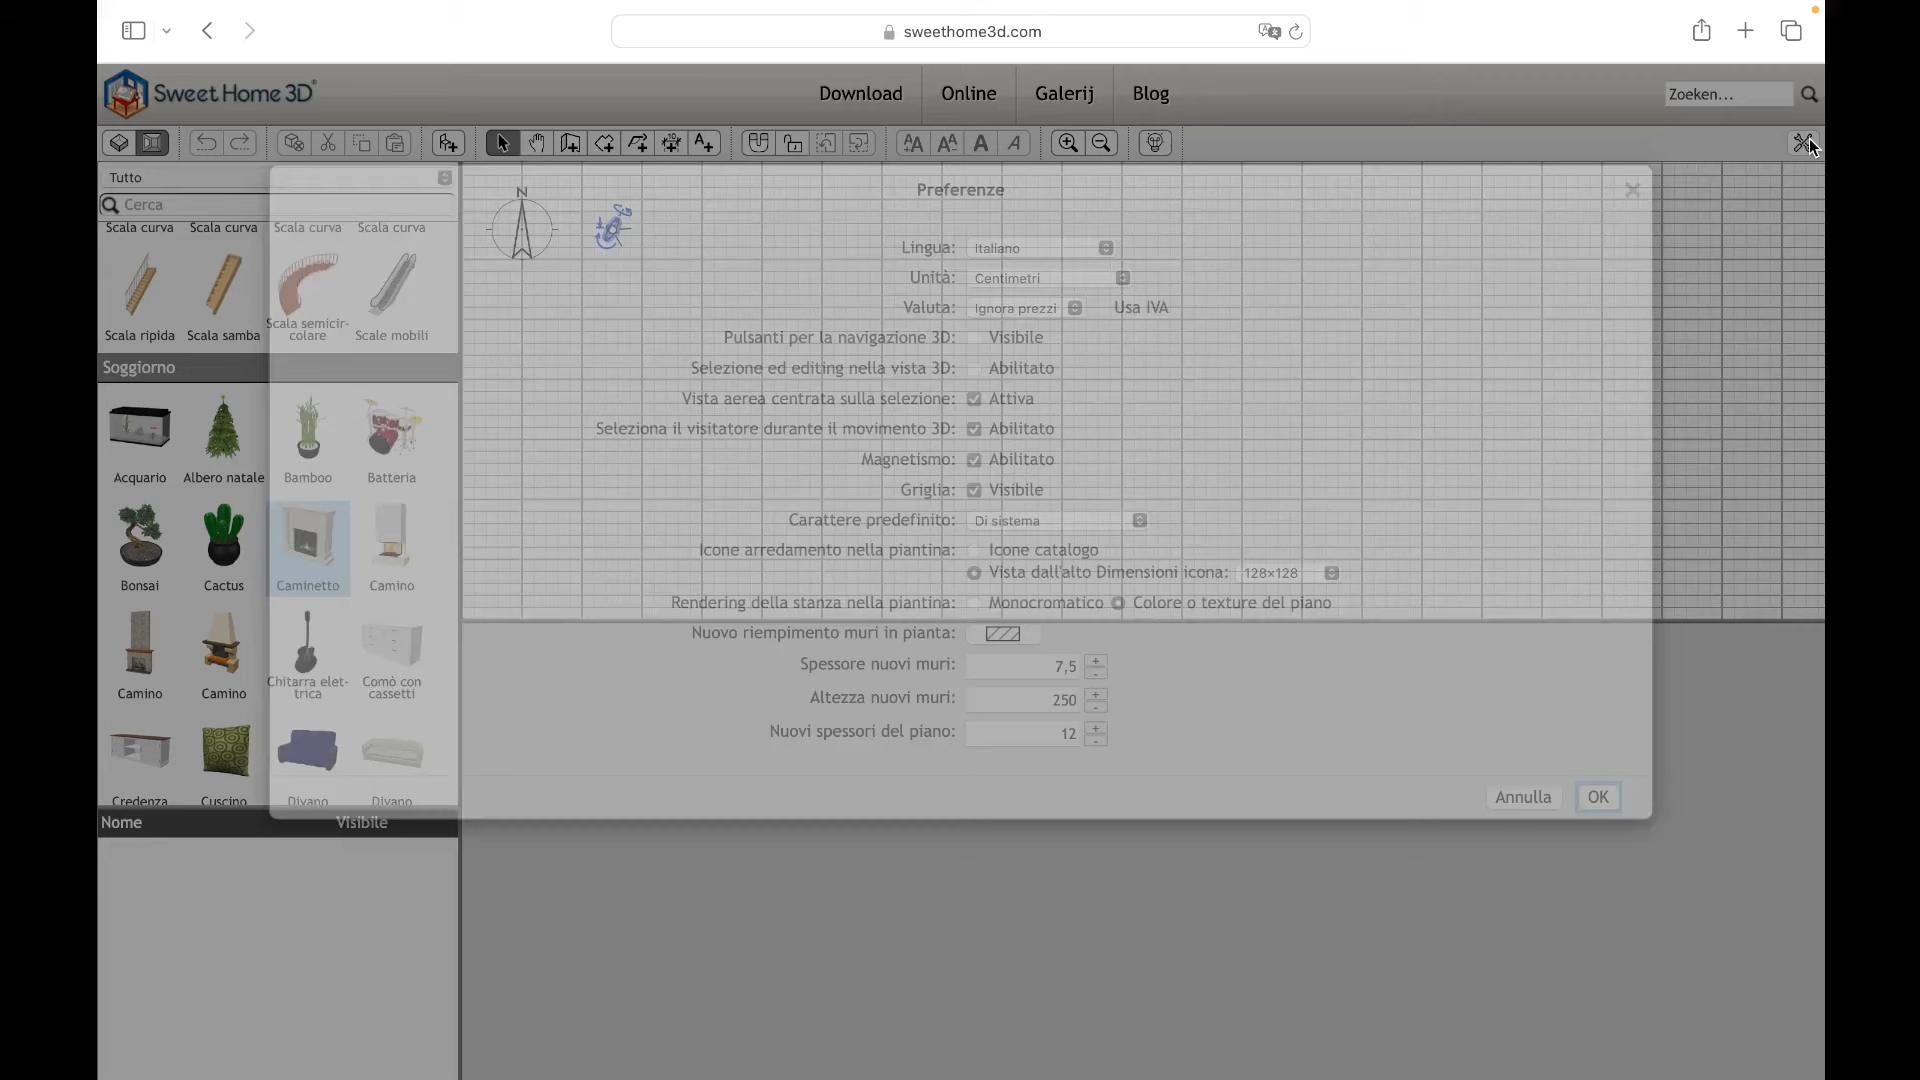 sweethome3d.com
Sweet Home 3D®
Download
Online
Galerij
Blog
Zoeken...
Tutto
Cerca
Scala curva Scala curva Scala curva Scala curva
Scala ripida Scala samba Scala semicir-
colare Scale mobili
Soggiorno
Acquario Albero natale Bamboo Batteria
Bonsai Cactus Caminetto Camino
Camino Camino Chitarra elet-
trica Comò con
cassetti
Credenza Cuscino Divano Divano
Nome Visibile
N
Preferenze
Lingua: Italiano
Unità: Centimetri
Valuta: Ignora prezzi Usa IVA
Pulsanti per la navigazione 3D: Visibile
Selezione ed editing nella vista 3D: Abilitato
Vista aerea centrata sulla selezione: Attiva
Seleziona il visitatore durante il movimento 3D: Abilitato
Magnetismo: Abilitato
Griglia: Visibile
Carattere predefinito: Di sistema
Icone arredamento nella piantina: Icone catalogo
Vista dall'alto Dimensioni icona: 128×128
Rendering della stanza nella piantina: Monocromatico Colore o texture del piano
Nuovo riempimento muri in pianta:
Spessore nuovi muri: 7,5 + -
Altezza nuovi muri: 250 + -
Nuovi spessori del piano: 12 + -
Annulla OK